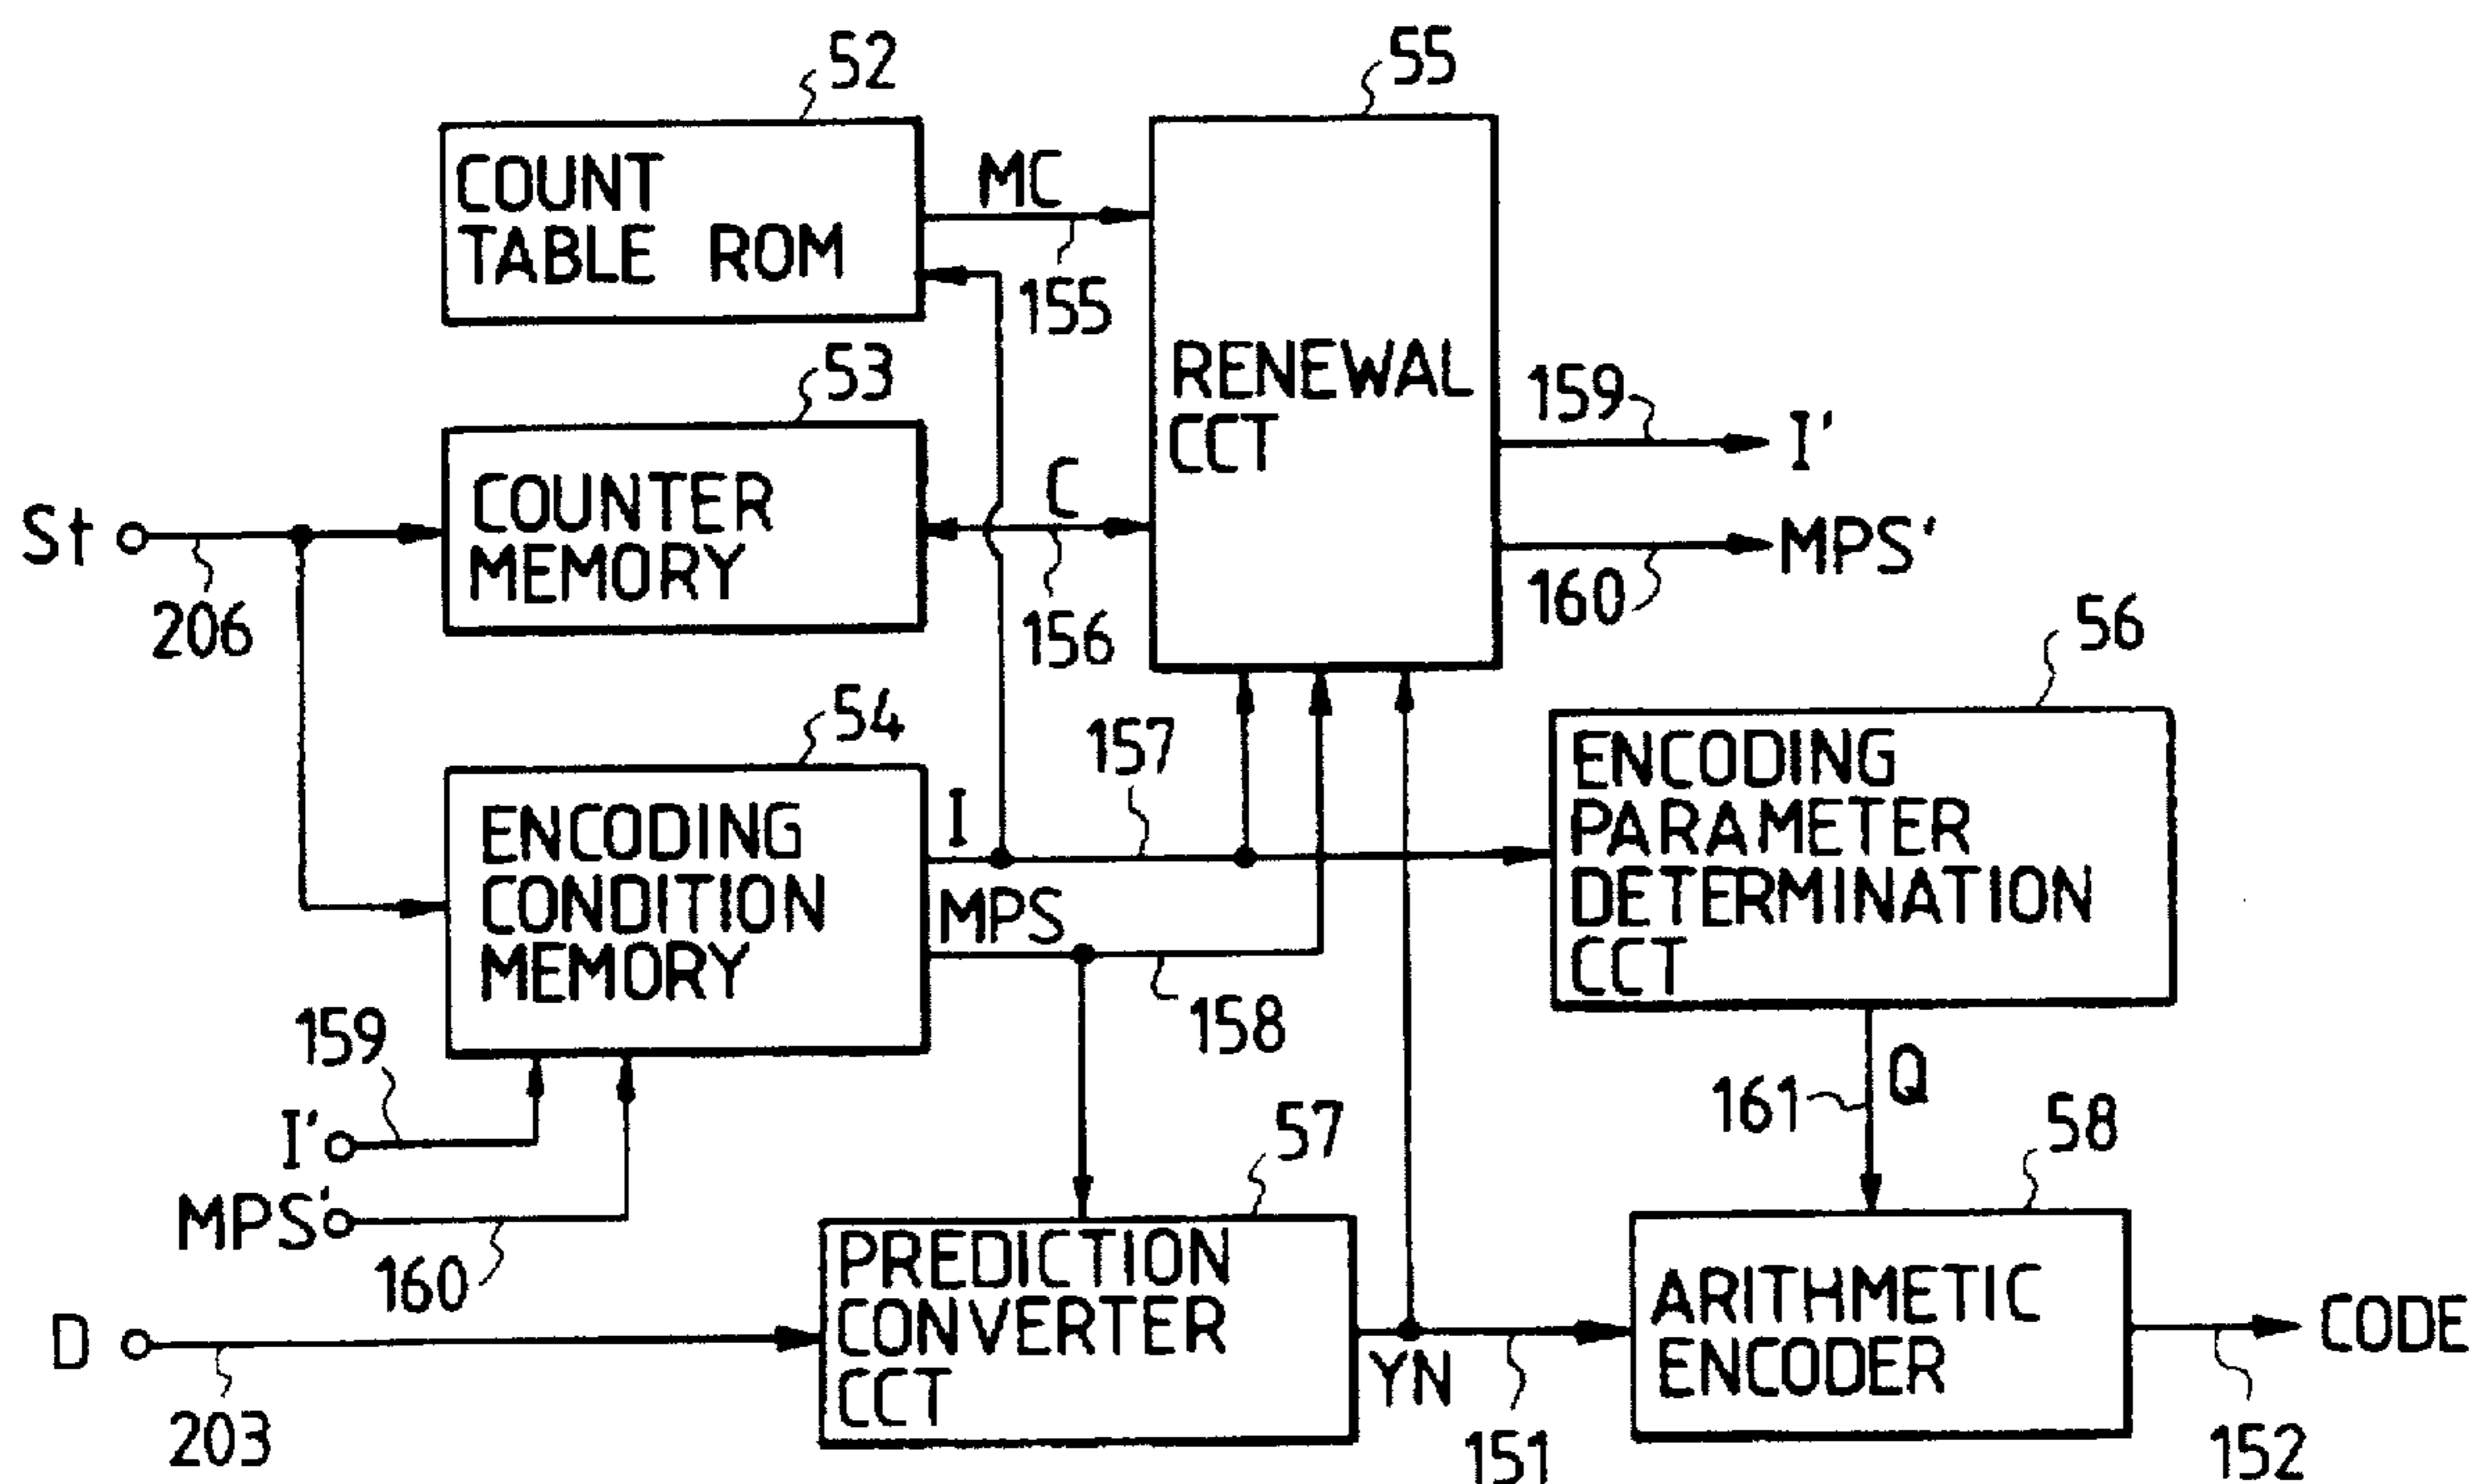 52
55
COUNT
TABLE ROM
MC
155
RENEWAL
CCT
53
159
I'
COUNTER
MEMORY
C
St
206
156
MPS'
160
56
54
157
ENCODING
CONDITION
MEMORY
I
MPS
158
ENCODING
PARAMETER
DETERMINATION
CCT
159
I'
MPS'
160
161
Q
57
58
D
203
PREDICTION
CONVERTER
CCT
YN
151
ARITHMETIC
ENCODER
CODE
152